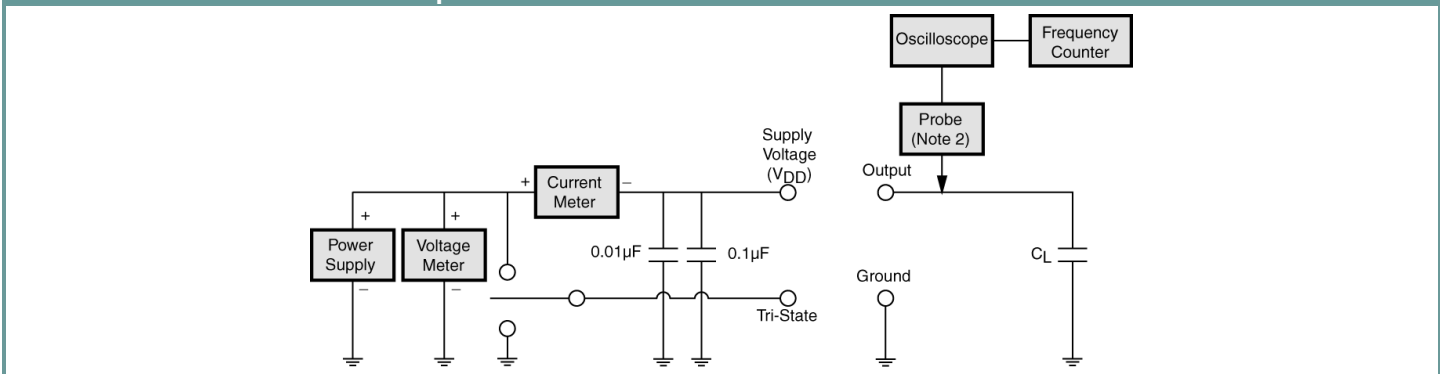 Oscilloscope
Frequency
Counter
Probe
(Note 2)
Supply
Voltage
(VDD)
Output
+
Current
Meter
–
+
+
Power
Supply
Voltage
Meter
0.01µF
0.1µF
CL
–
–
Ground
Tri-State